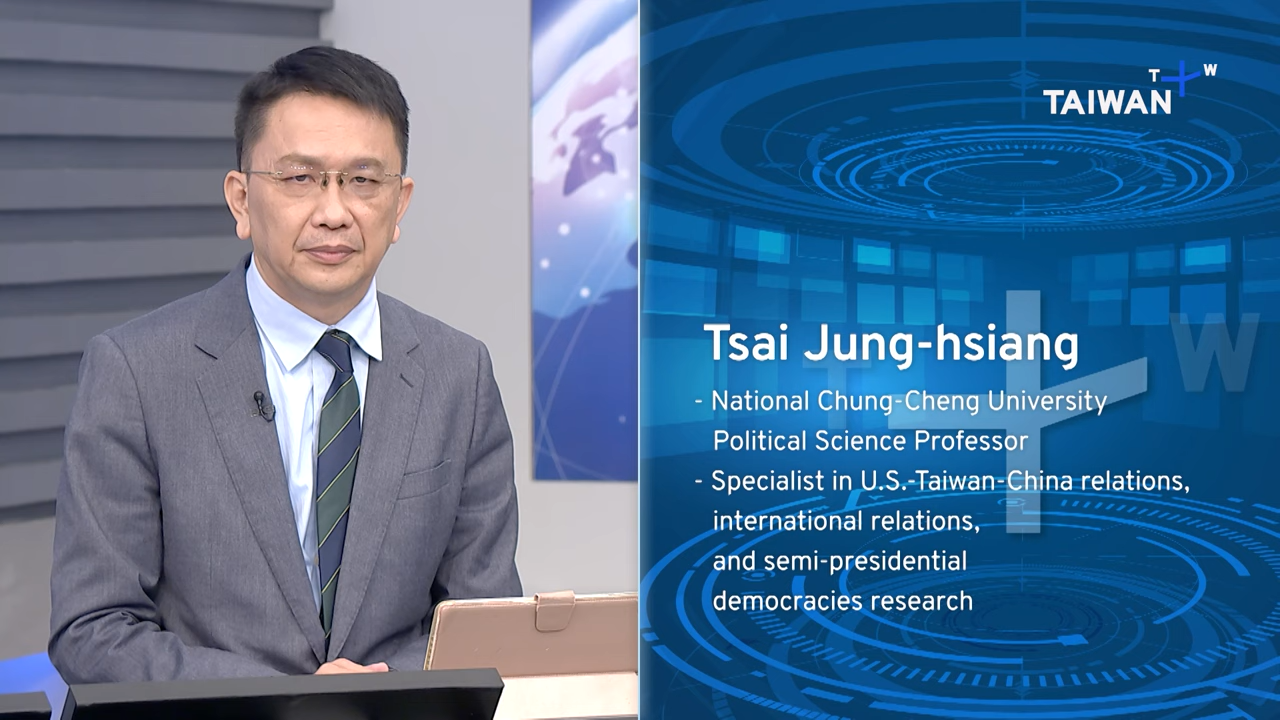 T W
TAIWAN
Tsai Jung-hsiang
- National Chung-Cheng University
Political Science Professor
- Specialist in U.S.-Taiwan-China relations,
international relations,
and semi-presidential
democracies research
T W